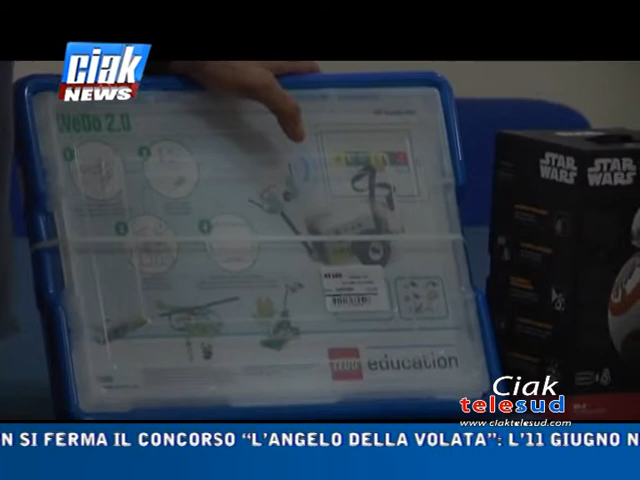 ciak
NEWS
WeDo 2.0
STAR WARS
STAR WARS
LEGO education
Ciak
telesud
www.ciaktelesud.com
N SI FERMA IL CONCORSO “L'ANGELO DELLA VOLATA”: L'11 GIUGNO N